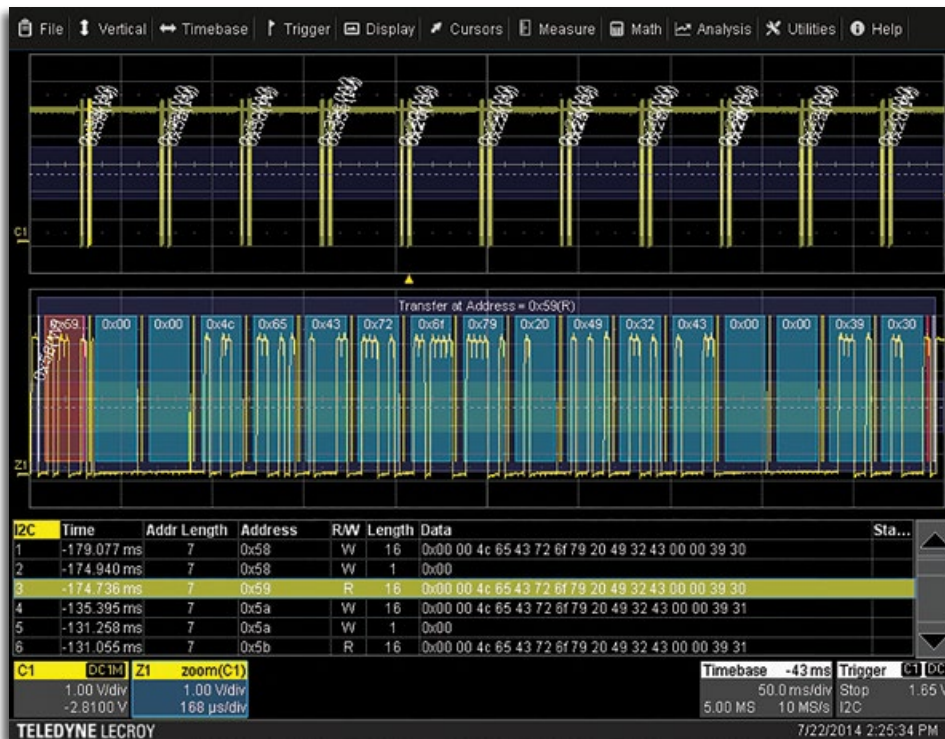 File Vertical Timebase Trigger Display Cursors Measure Math Analysis Utilities Help
C1
Transfer at Address = 0x59(R)
0x59... 0x00 0x00 0x4c 0x65 0x43 0x72 0x6f 0x79 0x20 0x49 0x32 0x43 0x00 0x00 0x39 0x30
0x58(W)
Z1
I2C Time Addr Length Address R/W Length Data Sta...
1 -179.077 ms 7 0x58 W 16 0x00 00 4c 65 43 72 6f 79 20 49 32 43 00 00 39 30
2 -174.940 ms 7 0x58 W 1 0x00
3 -174.736 ms 7 0x59 R 16 0x00 00 4c 65 43 72 6f 79 20 49 32 43 00 00 39 30
4 -135.395 ms 7 0x5a W 16 0x00 00 4c 65 43 72 6f 79 20 49 32 43 00 00 39 31
5 -131.258 ms 7 0x5a W 1 0x00
6 -131.055 ms 7 0x5b R 16 0x00 00 4c 65 43 72 6f 79 20 49 32 43 00 00 39 31
C1 DC1M Z1 zoom(C1) Timebase -43 ms Trigger C1 DC
1.00 V/div 1.00 V/div 50.0 ms/div Stop 1.65 V
-2.8100 V 168 µs/div 5.00 MS 10 MS/s I2C
TELEDYNE LECROY 7/22/2014 2:25:34 PM